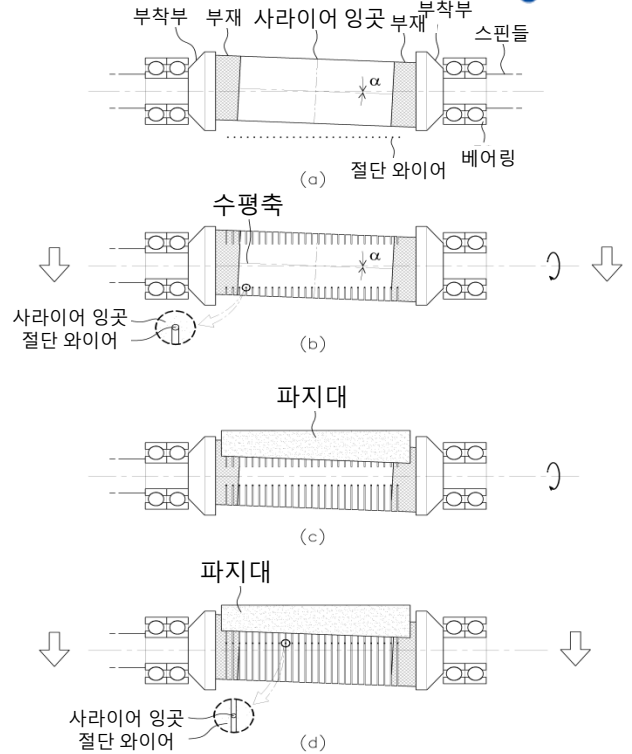 부착부
부재
사라이어 잉곳
부재
부착부
스핀들
α
절단 와이어
베어링
(a)
수평축
α
사라이어 잉곳
절단 와이어
(b)
파지대
(c)
파지대
사라이어 잉곳
절단 와이어
(d)